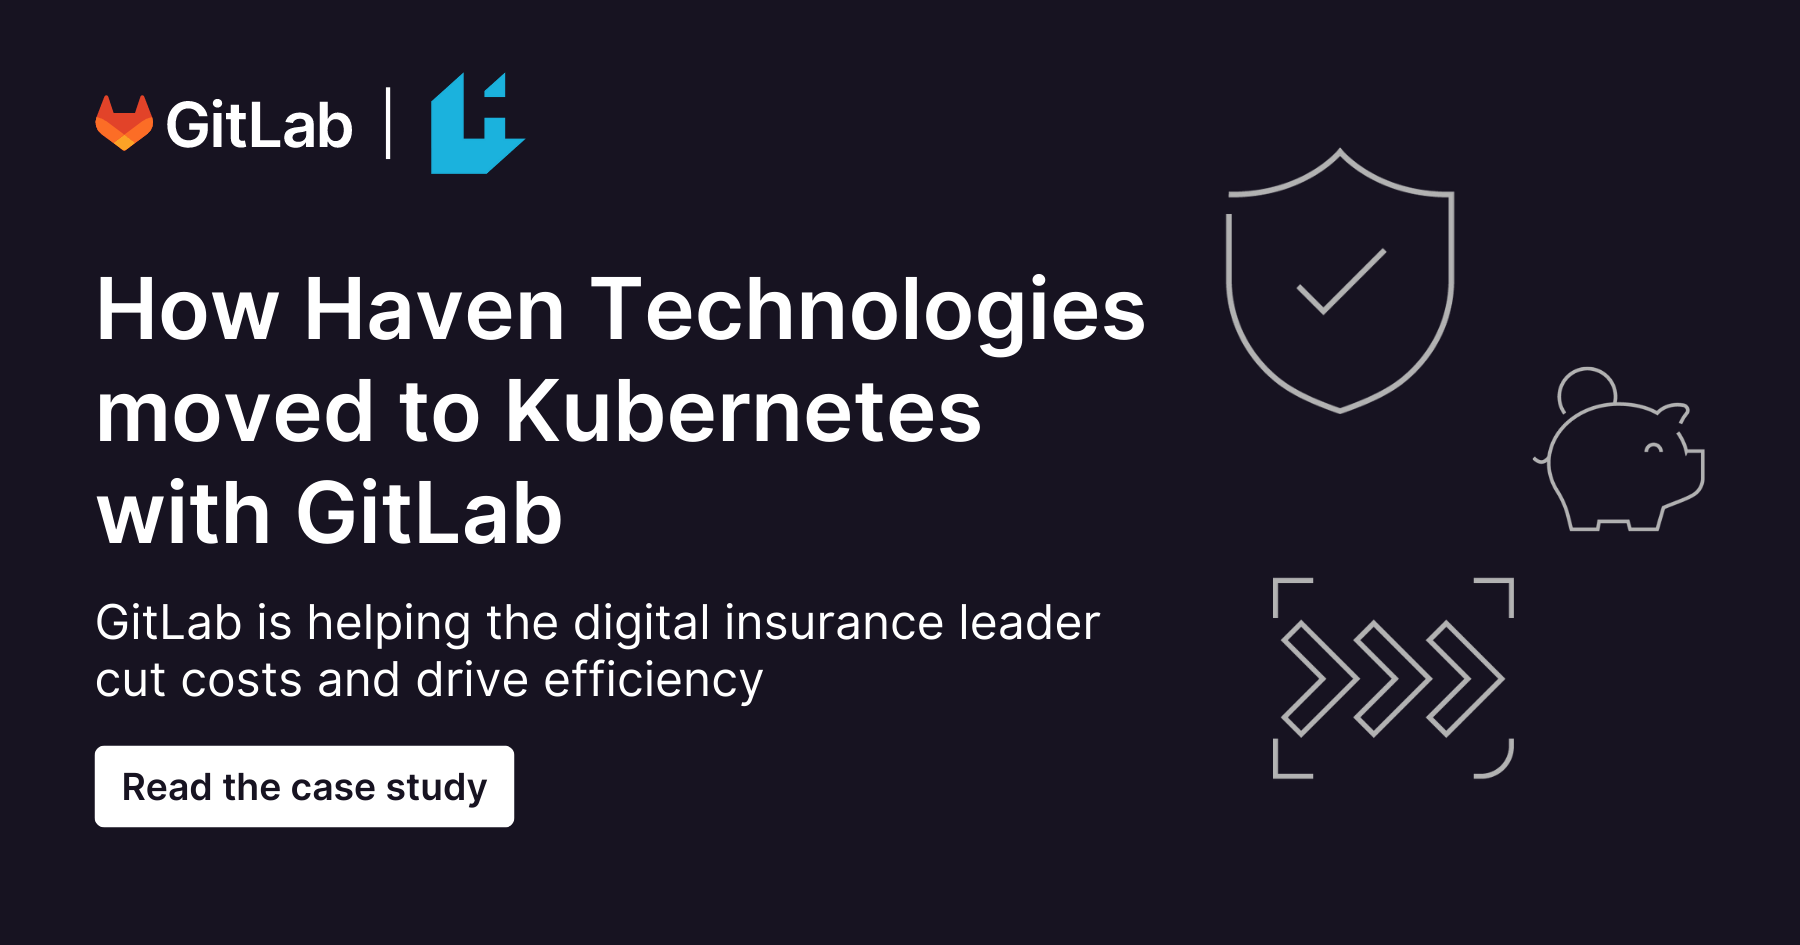 GitLab
How Haven Technologies
moved to Kubernetes
with GitLab
GitLab is helping the digital insurance leader
cut costs and drive efficiency
Read the case study